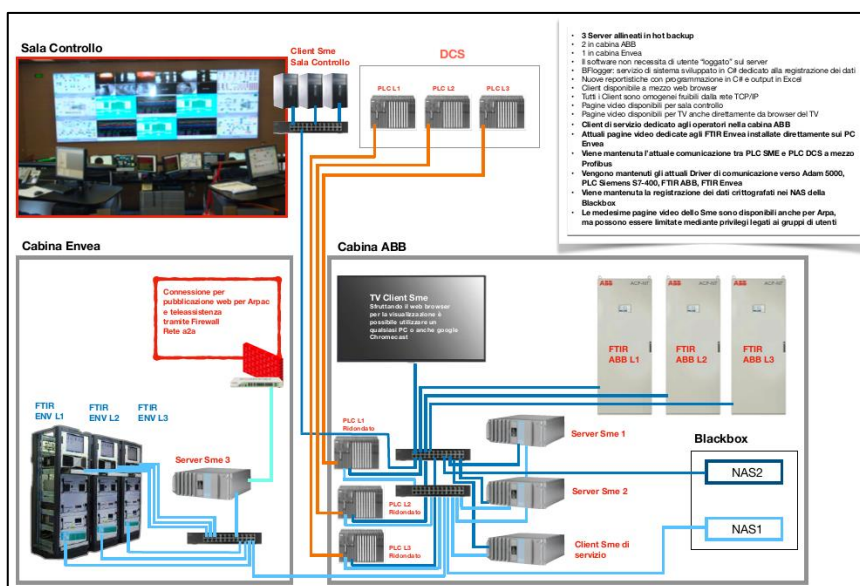 Sala Controllo
Client Sme
Sala Controllo
DCS
PLC L1
PLC L2
PLC L3
3 Server allineati in hot backup
2 in cabina ABB
1 in cabina Envea
Il software non necessita di utente "loggato" sul server
BFlogger: servizio di sistema sviluppato in C# dedicato alla registrazione dei dati
Nuove reportistiche con programmazione in C# e output in Excel
Client disponibile a mezzo web browser
Tutti i Client sono omogenei fruibili dalla rete TCP/IP
Pagine video disponibili per sala controllo
Pagine video disponibili per TV anche direttamente da browser del TV
Client di servizio dedicato agli operatori nella cabina ABB
Attuali pagine video dedicate agli FTIR Envea installate direttamente sui PC
Envea
Viene mantenuta l'attuale comunicazione tra PLC SME e PLC DCS a mezzo
Profibus
Vengono mantenuti gli attuali Driver di comunicazione verso Adam 5000,
PLC Siemens S7-400, FTIR ABB, FTIR Envea
Viene mantenuta la registrazione dei dati crittografati nei NAS della
Blackbox
Le medesime pagine video dello Sme sono disponibili anche per Arpa,
ma possono essere limitate mediante privilegi legati ai gruppi di utenti
Cabina Envea
Connessione per
pubblicazione web per Arpac
e teleassistenza
tramite Firewall
Rete a2a
FTIR
ENV L1
FTIR
ENV L2
FTIR
ENV L3
Server Sme 3
Cabina ABB
TV Client Sme
Sfruttando il web browser
per la visualizzazione è
possibile utilizzare un
qualsiasi PC o anche google
Chromecast
ABB
ABB
ABB
FTIR
ABB L1
FTIR
ABB L2
FTIR
ABB L3
PLC L1
Ridondato
PLC L2
Ridondato
PLC L3
Ridondato
Server Sme 1
Server Sme 2
Client Sme di
servizio
Blackbox
NAS2
NAS1